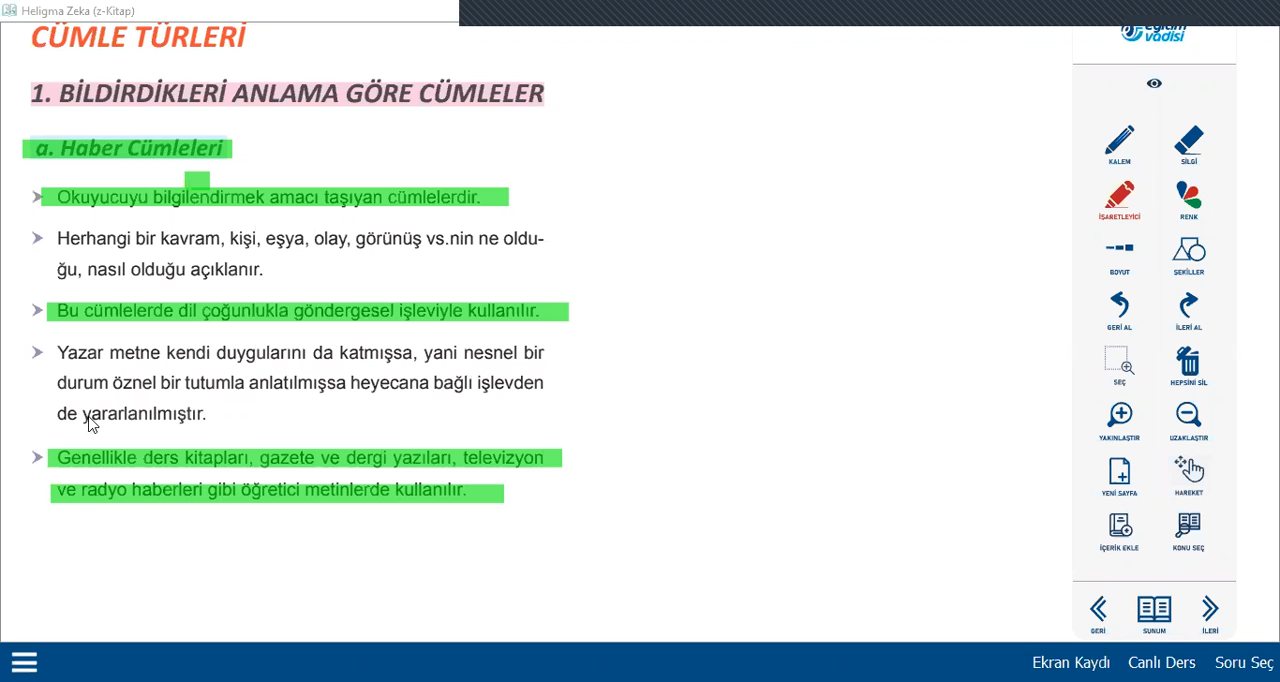 Heligma Zeka (z-Kitap)
CÜMLE TÜRLERİ
1. BİLDİRDİKLERİ ANLAMA GÖRE CÜMLELER
a. Haber Cümleleri
Okuyucuyu bilgilendirmek amacı taşıyan cümlelerdir.
Herhangi bir kavram, kişi, eşya, olay, görünüş vs.nin ne oldu-
ğu, nasıl olduğu açıklanır.
Bu cümlelerde dil çoğunlukla göndergesel işleviyle kullanılır.
Yazar metne kendi duygularını da katmışsa, yani nesnel bir
durum öznel bir tutumla anlatılmışsa heyecana bağlı işlevden
de yararlanılmıştır.
Genellikle ders kitapları, gazete ve dergi yazıları, televizyon
ve radyo haberleri gibi öğretici metinlerde kullanılır.
eğitim
vadisi
KALEM SİLGİ
İŞARETLEYİCİ RENK
BOYUT ŞEKİLLER
GERİ AL İLERİ AL
SEÇ HEPSİNİ SİL
YAKINLAŞTIR UZAKLAŞTIR
YENİ SAYFA HAREKET
İÇERİK EKLE KONU SEÇ
GERİ SUNUM İLERİ
Ekran Kaydı Canlı Ders Soru Seç